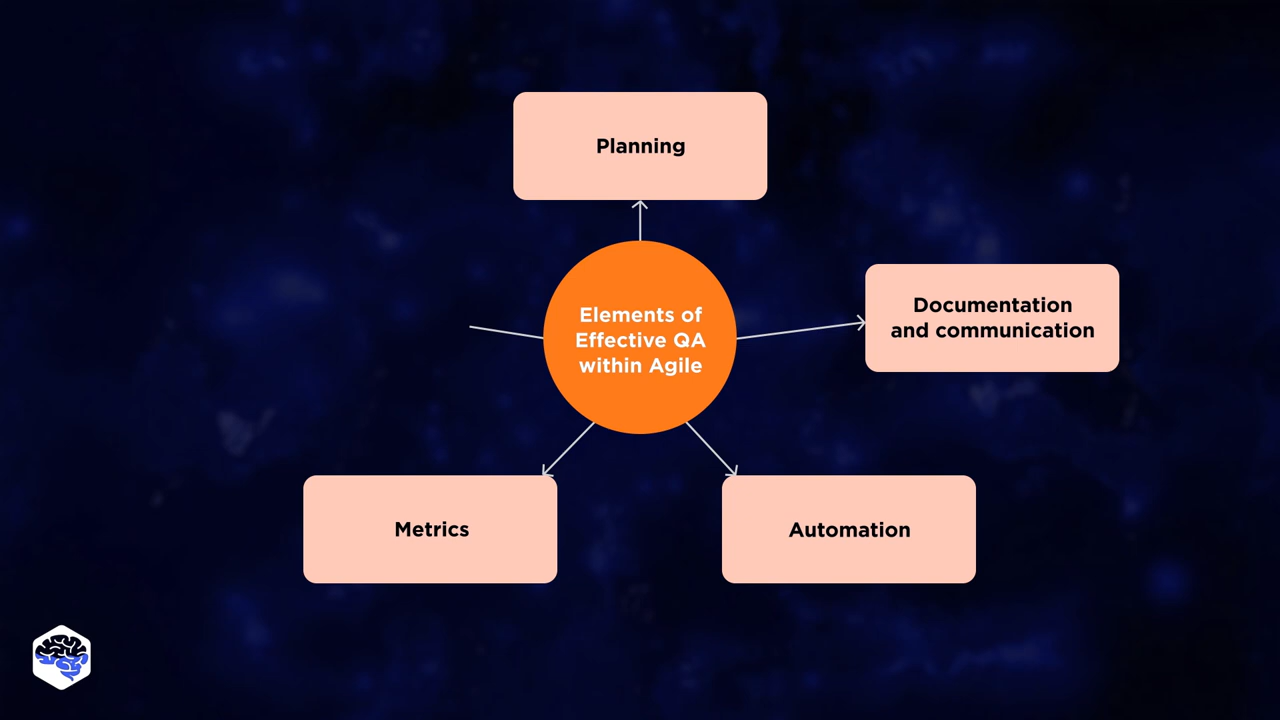 Planning
Elements of
Effective QA
within Agile
Documentation
and communication
Metrics
Automation